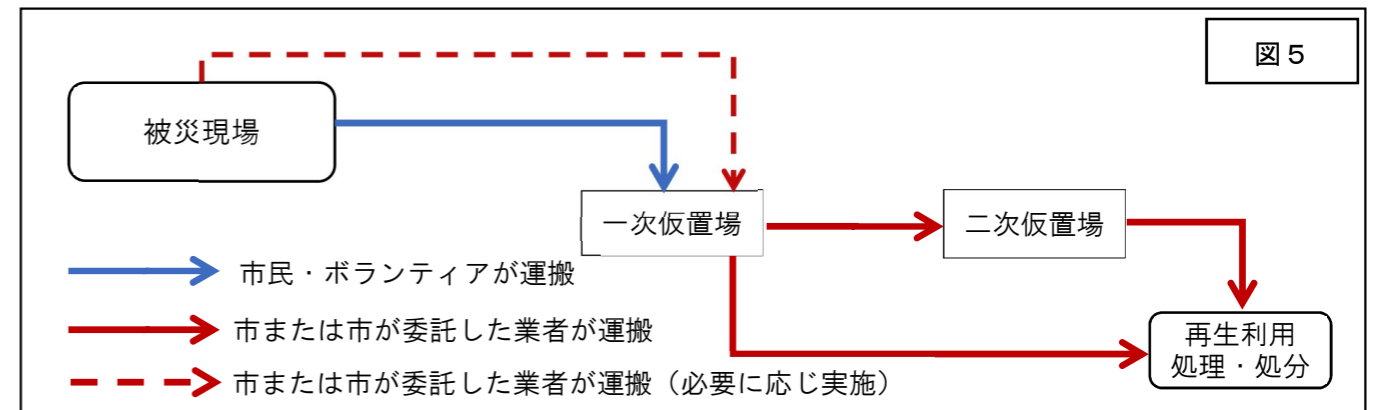 図５
被災現場
一次仮置場
二次仮置場
市民・ボランティアが運搬
市または市が委託した業者が運搬
市または市が委託した業者が運搬（必要に応じ実施）
再生利用
処理・処分